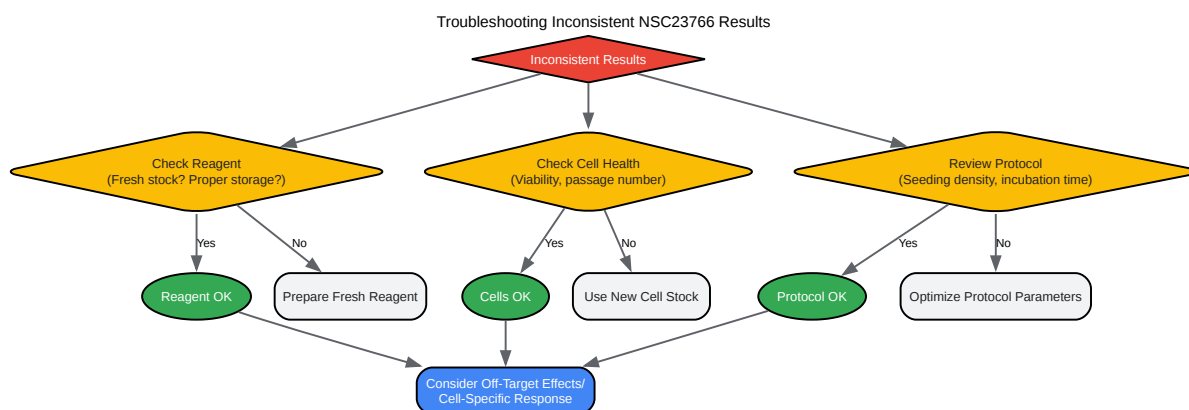 Troubleshooting Inconsistent NSC23766 Results
Inconsistent Results
Check Reagent
(Fresh stock? Proper storage?)
Check Cell Health
(Viability, passage number)
Review Protocol
(Seeding density, incubation time)
Yes
No
Yes
No
Yes
No
Reagent OK
Prepare Fresh Reagent
Cells OK
Use New Cell Stock
Protocol OK
Optimize Protocol Parameters
Consider Off-Target Effects/
Cell-Specific Response